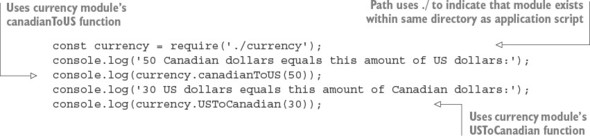 Uses currency module's
canadianToUS function
Path uses ./ to indicate that module exists
within same directory as application script
const currency = require('./currency');
console.log('50 Canadian dollars equals this amount of US dollars:');
console.log(currency.canadianToUS(50));
console.log('30 US dollars equals this amount of Canadian dollars:');
console.log(currency.USToCanadian(30));
Uses currency module's
USToCanadian function